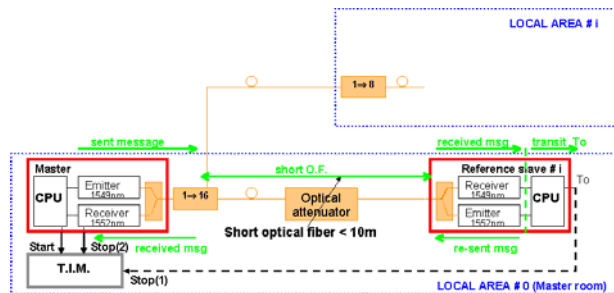 LOCAL AREA # i
1⇒8
sent message
received msg
transit To
Master
short O.F.
Reference slave # i
CPU
Emitter
1549nm
Receiver
1552nm
1⇒16
Optical
attenuator
Receiver
1549nm
Emitter
1552nm
CPU
To
Short optical fiber < 10m
Start
Stop(2)
received msg
re-sent msg
T.I.M.
Stop(1)
LOCAL AREA # 0 (Master room)